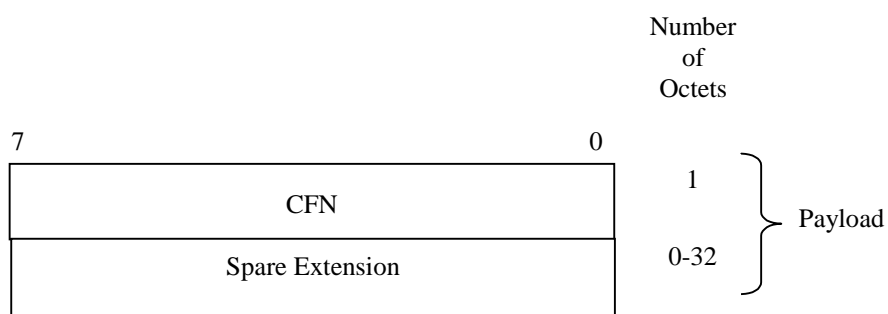 Number
of
Octets
7 0
CFN 1
Payload
Spare Extension 0-32